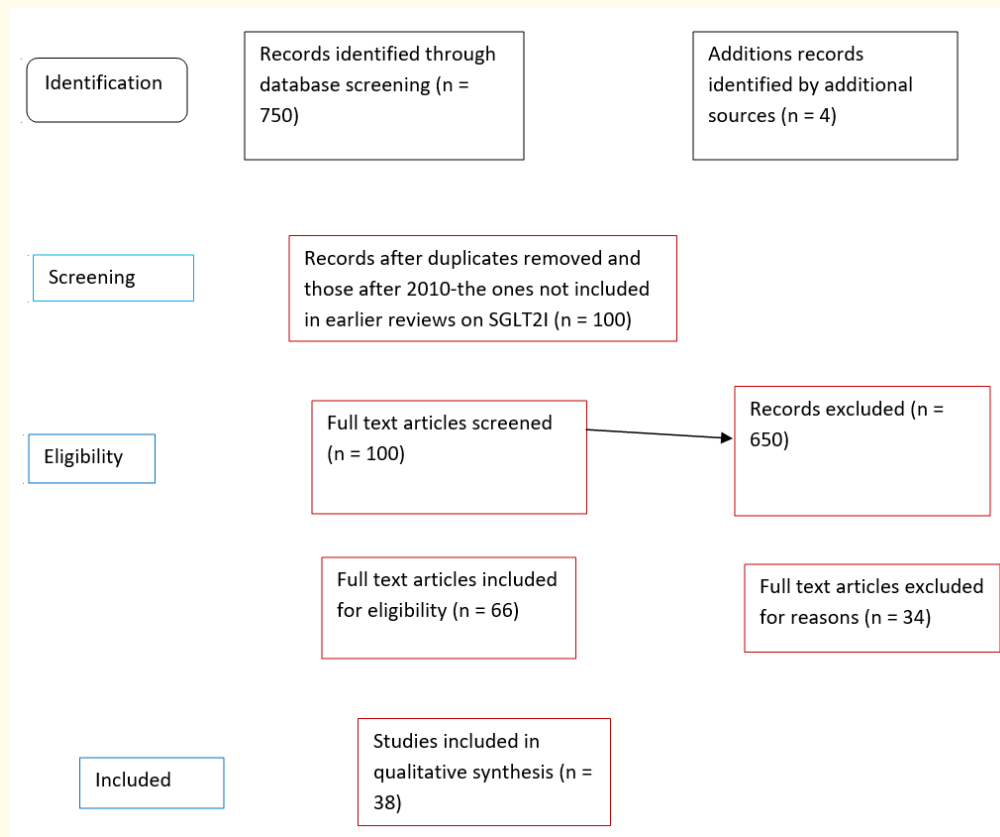 Identification
Records identified through
database screening (n =
750)
Additions records
identified by additional
sources (n = 4)
Screening
Records after duplicates removed and
those after 2010-the ones not included
in earlier reviews on SGLT2I (n = 100)
Eligibility
Full text articles screened
(n = 100)
Records excluded (n =
650)
Full text articles included
for eligibility (n = 66)
Full text articles excluded
for reasons (n = 34)
Included
Studies included in
qualitative synthesis (n =
38)